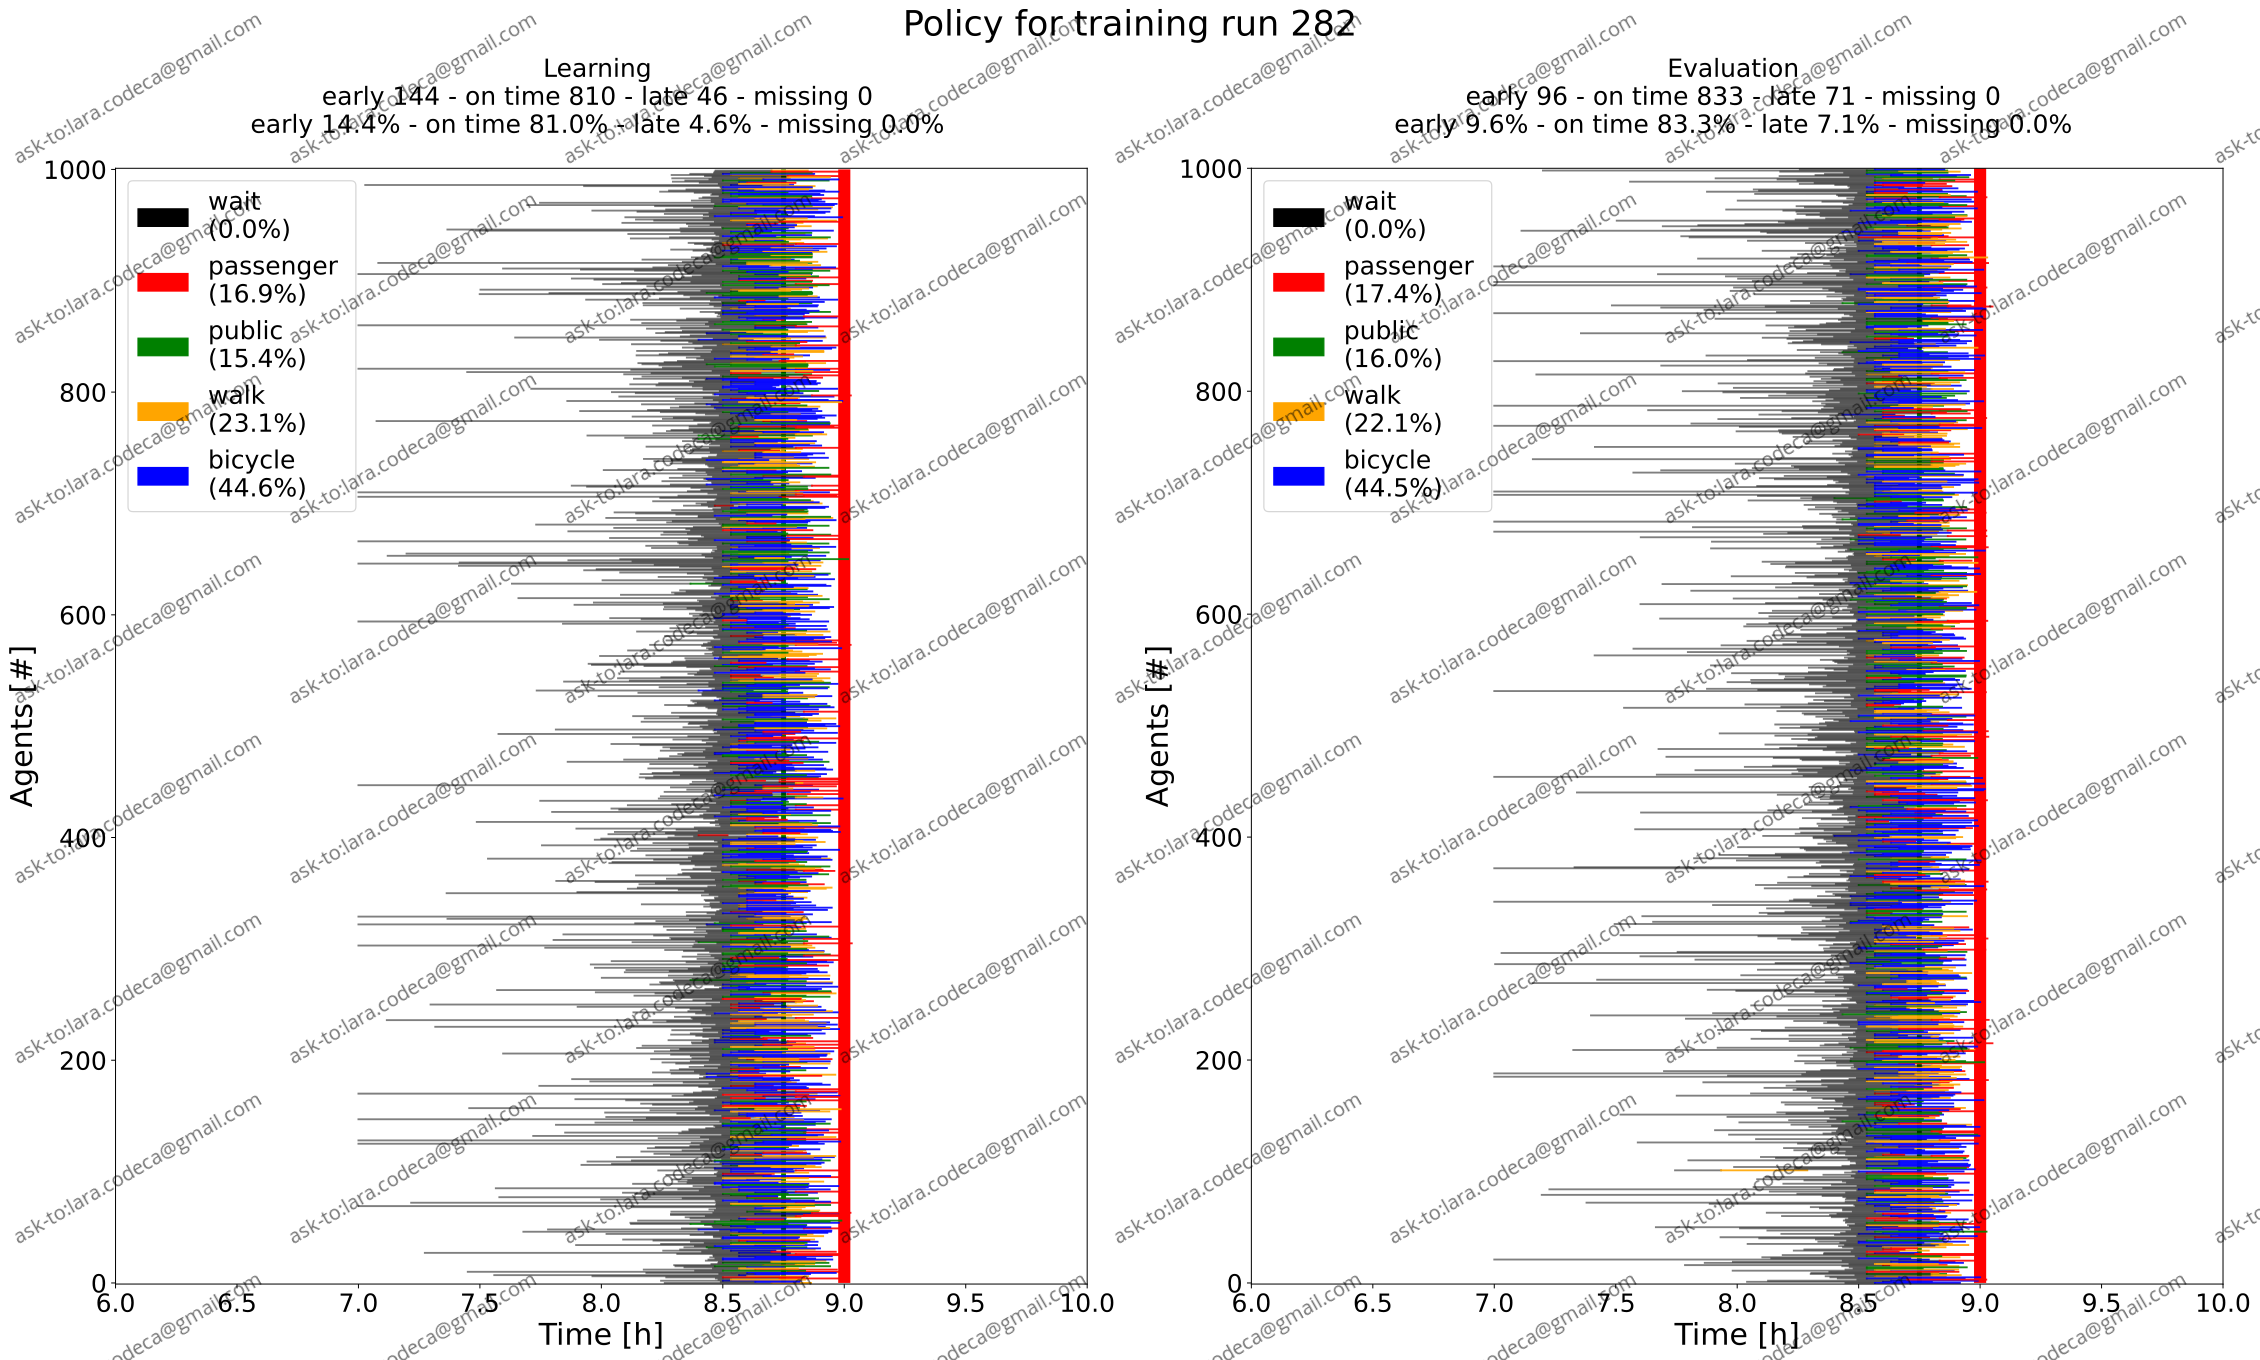 Policy for training run 282
Learning
early 144 - on time 810 - late 46 - missing 0
early 14.4% - on time 81.0% - late 4.6% - missing 0.0%
1000
800
600
400
200
0
Agents [#]
wait
(0.0%)
passenger
(16.9%)
public
(15.4%)
walk
(23.1%)
bicycle
(44.6%)
6.0 6.5 7.0 7.5 8.0 8.5 9.0 9.5 10.0
Time [h]
Evaluation
early 96 - on time 833 - late 71 - missing 0
early 9.6% - on time 83.3% - late 7.1% - missing 0.0%
1000
800
600
400
200
0
Agents [#]
wait
(0.0%)
passenger
(17.4%)
public
(16.0%)
walk
(22.1%)
bicycle
(44.5%)
6.0 6.5 7.0 7.5 8.0 8.5 9.0 9.5 10.0
Time [h]
ask-to:lara.codeca@gmail.com